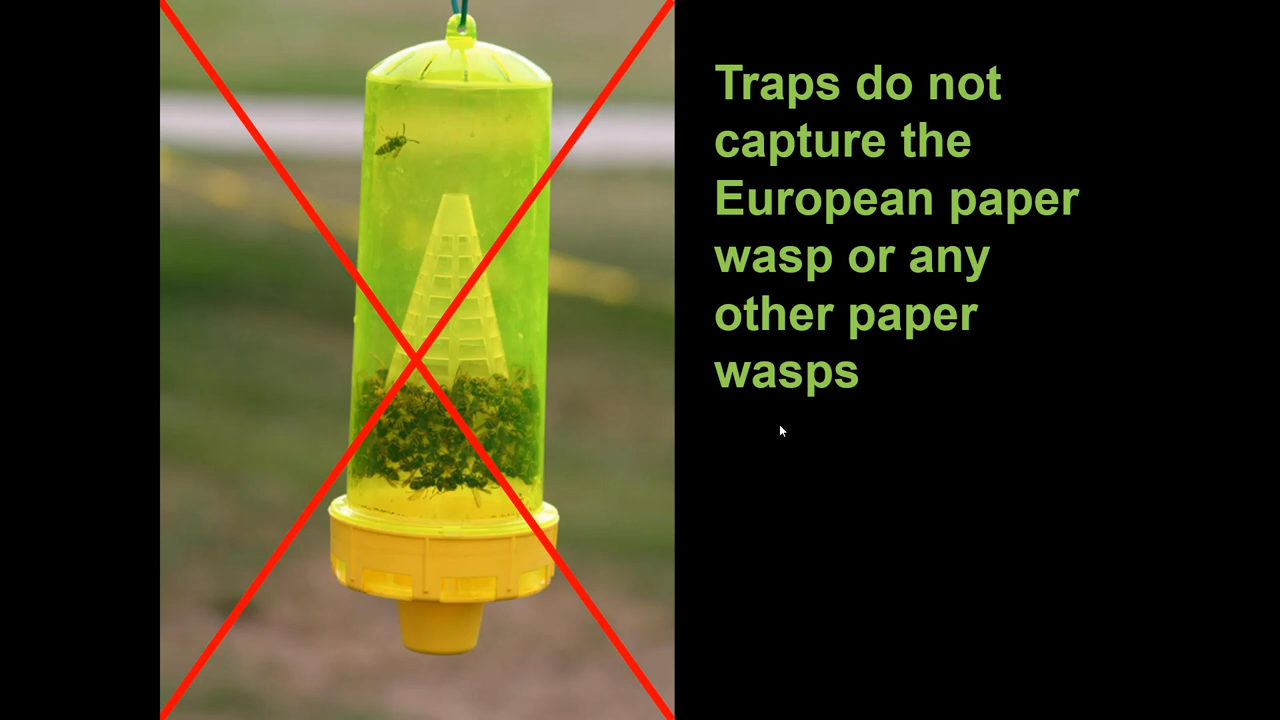 Traps do not
capture the
European paper
wasp or any
other paper
wasps